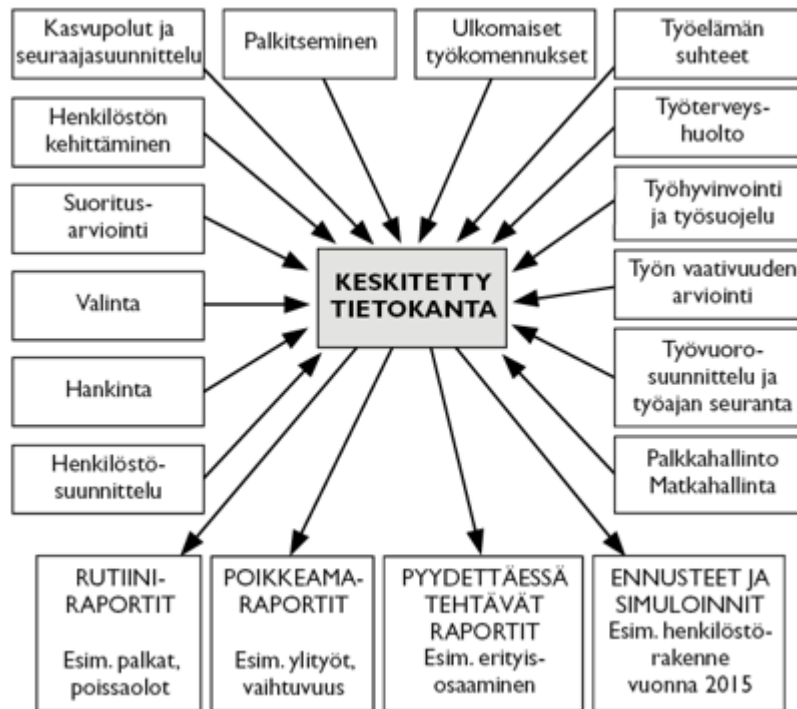 Kasvupolut ja
seuraajasuunnittelu
Palkitseminen
Ulkomaiset
työkomennukset
Työelämän
suhteet
Henkilöstön
kehittäminen
Työterveys-
huolto
Suoritus-
arviointi
Työhyvinvointi
ja työsuojelu
Valinta
KESKITETTY
TIETOKANTA
Työn vaativuuden
arviointi
Hankinta
Työvuoro-
suunnittelu ja
työajan seuranta
Henkilöstö-
suunnittelu
Palkkahallinto
Matkahallinta
RUTIINI-
RAPORTIT
Esim. palkat,
poissaolot
POIKKEAMA-
RAPORTIT
Esim. ylityöt,
vaihtuvuus
PYYDETTÄESSÄ
TEHTÄVÄT
RAPORTIT
Esim. erityis-
osaaminen
ENNUSTEET JA
SIMULOINNIT
Esim. henkilöstö-
rakenne
vuonna 2015